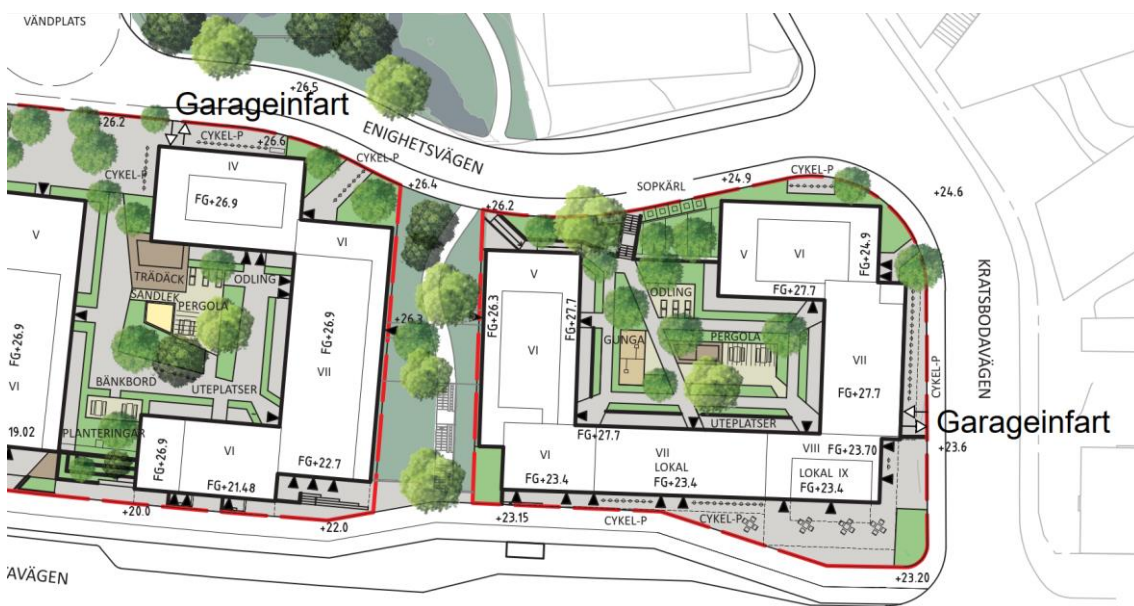 VÄNDPLATS
+26.5
Garageinfart
+26.2
CYKEL-P
+26.6
ENIGHETSVÄGEN
CYKEL-P
CYKEL-P
IV
FG+26.9
+26.4
+26.2
SOPKÄRL
+24.9
CYKEL-P
+24.6
V
VI
V
V
VI
FG+24.9
KRATSBODAVÄGEN
TRÄDÄCK
ODLING
SANDLEK
PERGOLA
FG+26.9
FG+26.9
+26.3
FG+26.3
FG+27.7
ODLING
FG+27.7
GUNGA
PERGOLA
VI
VI
VII
VII
FG+27.7
CYKEL-P
BÄNKBORD
UTEPLATSER
UTEPLATSER
Garageinfart
19.02
PLANTERINGAR
FG+26.9
VI
FG+22.7
FG+21.48
FG+27.7
VI
FG+23.4
VII
LOKAL
FG+23.4
VIII
FG+23.70
LOKAL IX
FG+23.4
+23.6
+20.0
+22.0
+23.15
CYKEL-P
CYKEL-P
AVÄGEN
+23.20